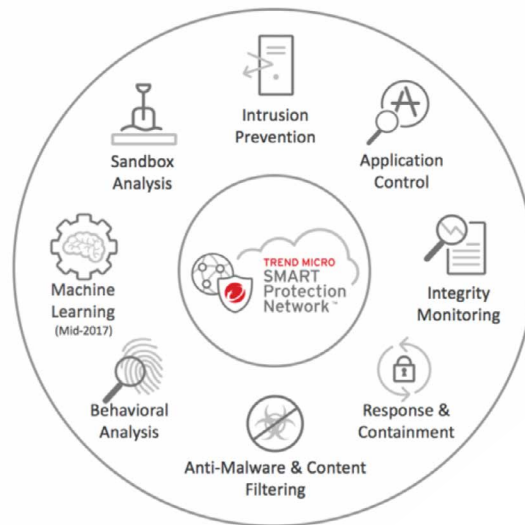 Intrusion
Prevention
Application
Control
Integrity
Monitoring
Response &
Containment
Anti-Malware & Content
Filtering
Behavioral
Analysis
Machine
Learning
(Mid-2017)
Sandbox
Analysis
TREND MICRO
SMART
Protection
Network™